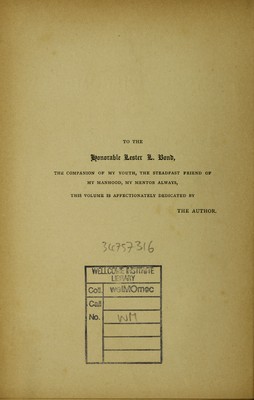 TO THE
Honorable Lester L. Bond,
THE COMPANION OF MY YOUTH, THE STEADFAST FRIEND OF
MY MANHOOD, MY MENTOR ALWAYS,
THIS VOLUME IS AFFECTIONATELY DEDICATED BY
THE AUTHOR.
34757316
WELLCOME INSTITUTE
LIBRARY
Coll. welMOmec
Call
No. WM